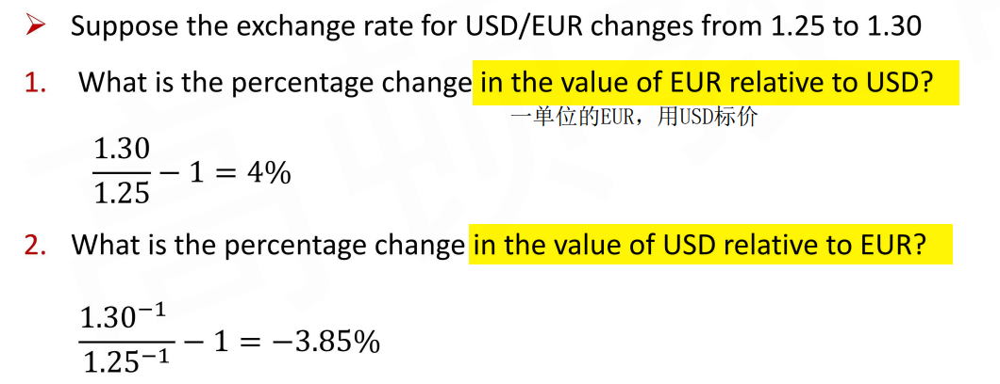 ➢ Suppose the exchange rate for USD/EUR changes from 1.25 to 1.30
1. What is the percentage change in the value of EUR relative to USD?
一单位的EUR，用USD标价
1.30
1.25
− 1 = 4%
2. What is the percentage change in the value of USD relative to EUR?
1.30⁻¹
1.25⁻¹
− 1 = −3.85%